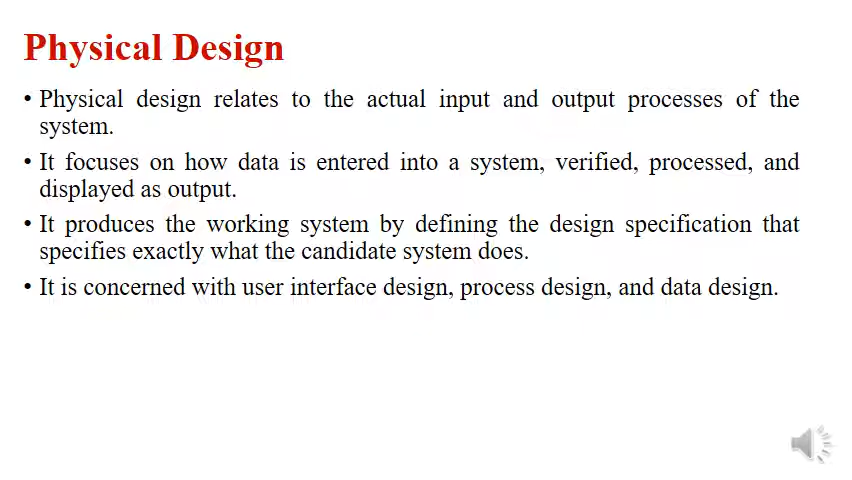 Physical Design
• Physical design relates to the actual input and output processes of the
system.
• It focuses on how data is entered into a system, verified, processed, and
displayed as output.
• It produces the working system by defining the design specification that
specifies exactly what the candidate system does.
• It is concerned with user interface design, process design, and data design.